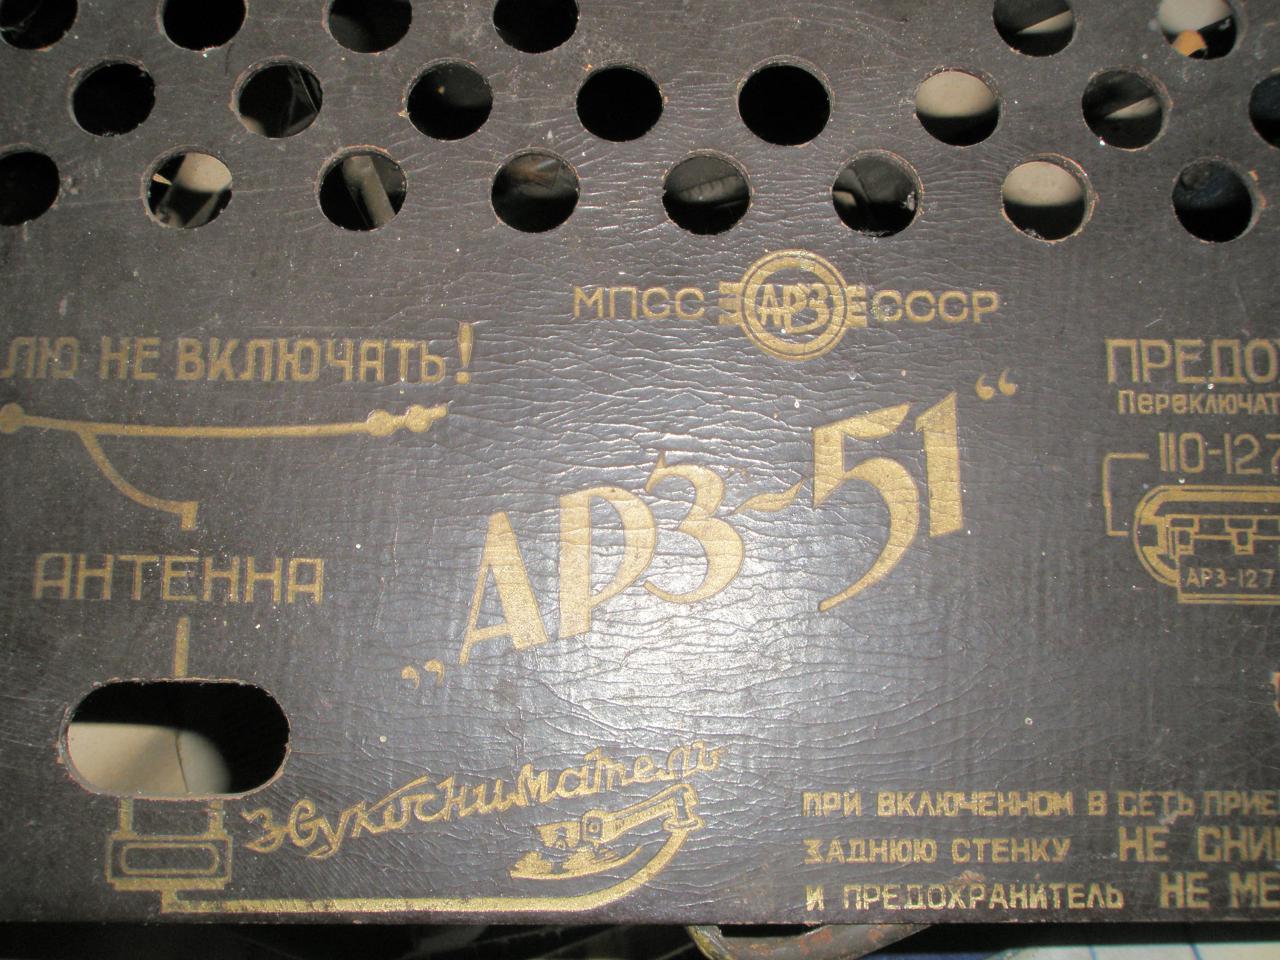 МПСС АРЗ СССР
ЛЮ НЕ ВКЛЮЧАТЬ!
ПРЕДОХ
Переключат
110-127
АРЗ-127
„АРЗ-51“
АНТЕННА
Звукосниматель
ПРИ ВКЛЮЧЕННОМ В СЕТЬ ПРИЕ
ЗАДНЮЮ СТЕНКУ НЕ СНИ
И ПРЕДОХРАНИТЕЛЬ НЕ МЕ